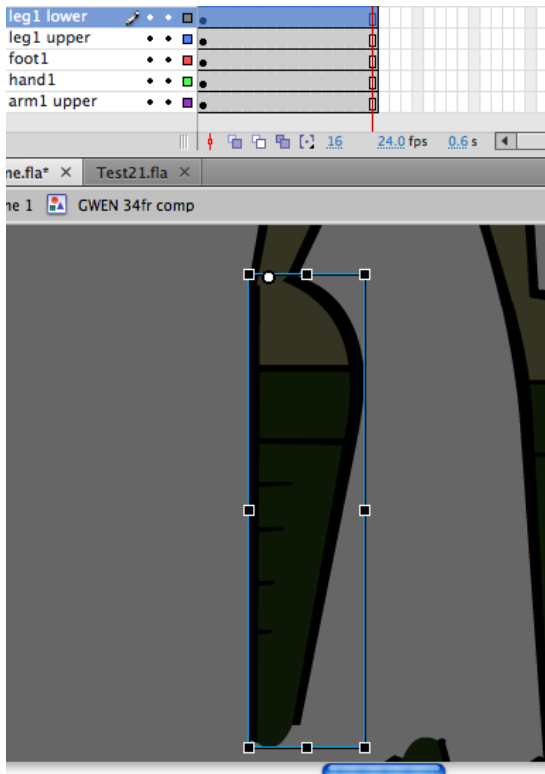 leg1 lower
leg1 upper
foot1
hand1
arm1 upper
16 24.0 fps 0.6 s
ne.fla* × Test21.fla ×
ne 1 GWEN 34fr comp